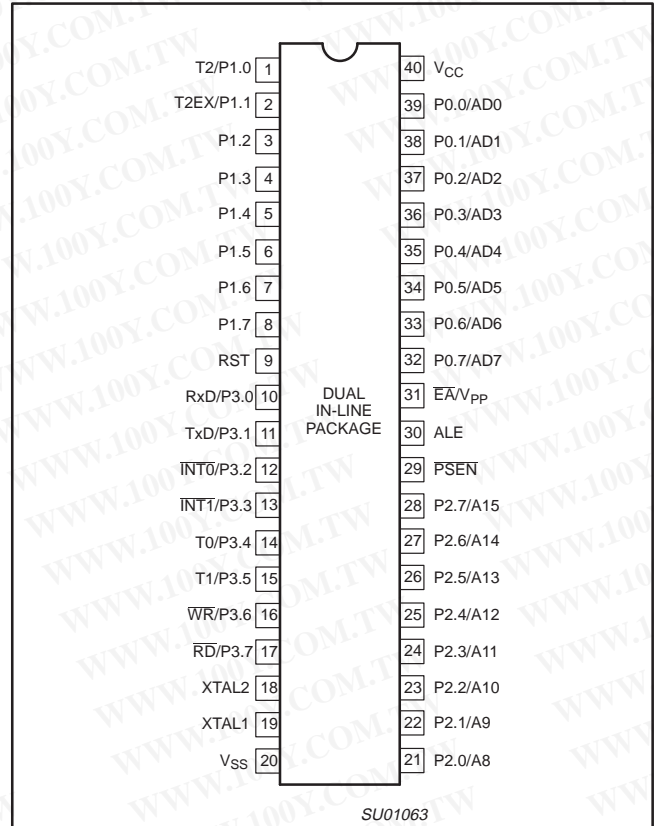 T2/P1.0 1
T2EX/P1.1 2
P1.2 3
P1.3 4
P1.4 5
P1.5 6
P1.6 7
P1.7 8
RST 9
RxD/P3.0 10
TxD/P3.1 11
I̅N̅T̅0̅/P3.2 12
I̅N̅T̅1̅/P3.3 13
T0/P3.4 14
T1/P3.5 15
W̅R̅/P3.6 16
R̅D̅/P3.7 17
XTAL2 18
XTAL1 19
VSS 20
DUAL
IN-LINE
PACKAGE
40 VCC
39 P0.0/AD0
38 P0.1/AD1
37 P0.2/AD2
36 P0.3/AD3
35 P0.4/AD4
34 P0.5/AD5
33 P0.6/AD6
32 P0.7/AD7
31 E̅A̅/VPP
30 ALE
29 P̅S̅E̅N̅
28 P2.7/A15
27 P2.6/A14
26 P2.5/A13
25 P2.4/A12
24 P2.3/A11
23 P2.2/A10
22 P2.1/A9
21 P2.0/A8
SU01063
WWW.100Y.COM.TW